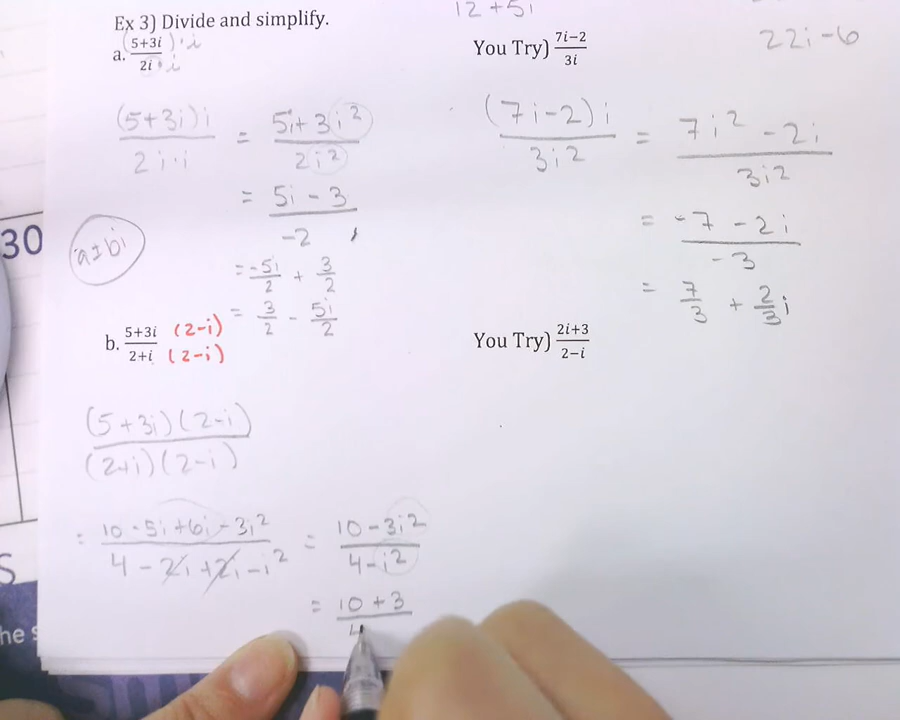 12 + 5i
22i - 6
Ex 3) Divide and simplify.
a. (5+3i)·i / 2i·i
(5+3i)i / 2i·i = 5i+3i² / 2i²
= 5i - 3 / -2
= -5i/2 + 3/2
= 3/2 - 5i/2
a±bi
You Try) 7i-2 / 3i
(7i-2)i / 3i² = 7i² - 2i / 3i²
= -7 - 2i / -3
= 7/3 + 2/3 i
30
b. 5+3i (2-i) / 2+i (2-i)
(5+3i)(2-i) / (2+i)(2-i)
= 10 - 5i + 6i - 3i² / 4 - 2i + 2i - i² = 10 - 3i² / 4 - i²
= 10 + 3 / 4
You Try) 2i+3 / 2-i
S
he s